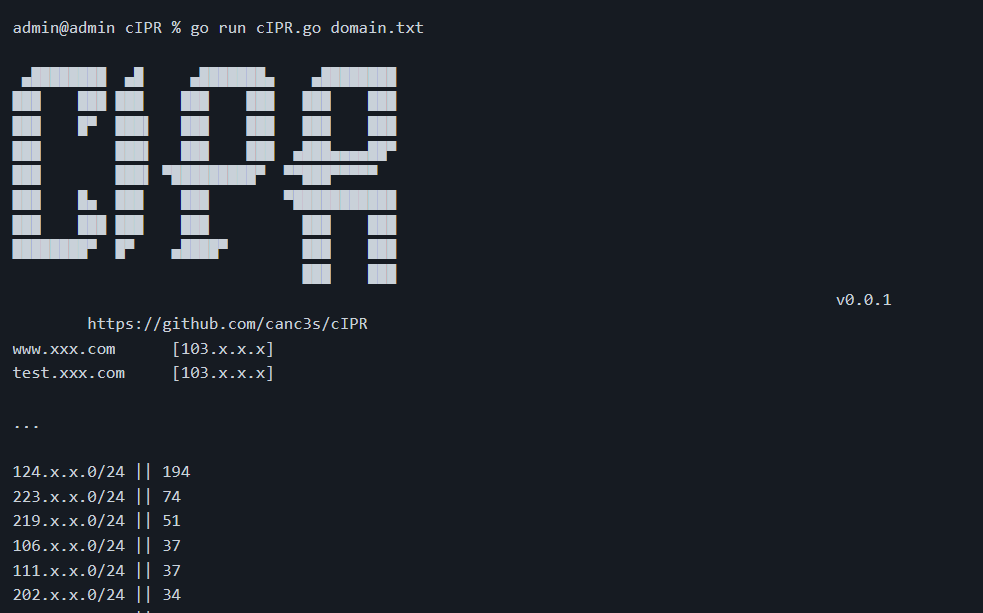 admin@admin cIPR % go run cIPR.go domain.txt
CIPR
v0.0.1
https://github.com/canc3s/cIPR
www.xxx.com [103.x.x.x]
test.xxx.com [103.x.x.x]
...
124.x.x.0/24 || 194
223.x.x.0/24 || 74
219.x.x.0/24 || 51
106.x.x.0/24 || 37
111.x.x.0/24 || 37
202.x.x.0/24 || 34